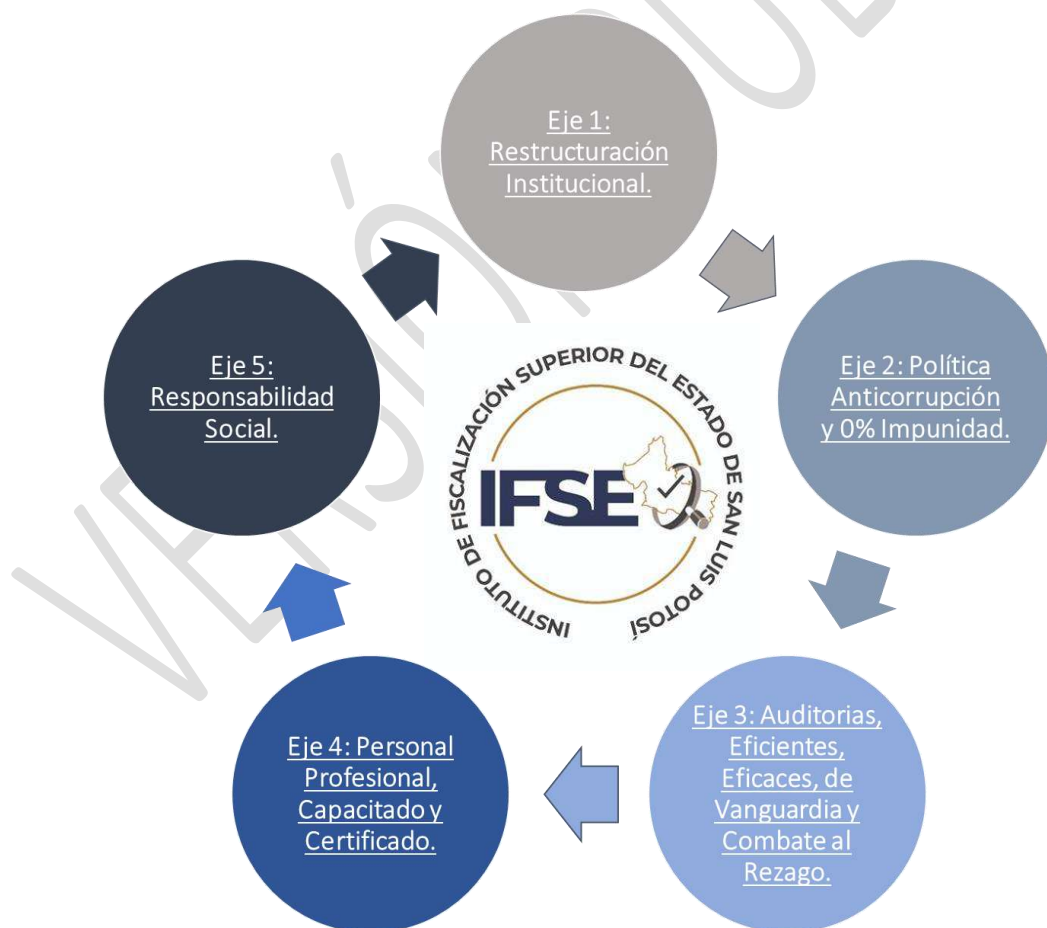 Eje 1:
Restructuración
Institucional.
Eje 2: Política
Anticorrupción
y 0% Impunidad.
Eje 3: Auditorias,
Eficientes,
Eficaces, de
Vanguardia y
Combate al
Rezago.
Eje 4: Personal
Profesional,
Capacitado y
Certificado.
Eje 5:
Responsabilidad
Social.
INSTITUTO DE FISCALIZACIÓN SUPERIOR DEL ESTADO DE SAN LUIS POTOSÍ
IFSE